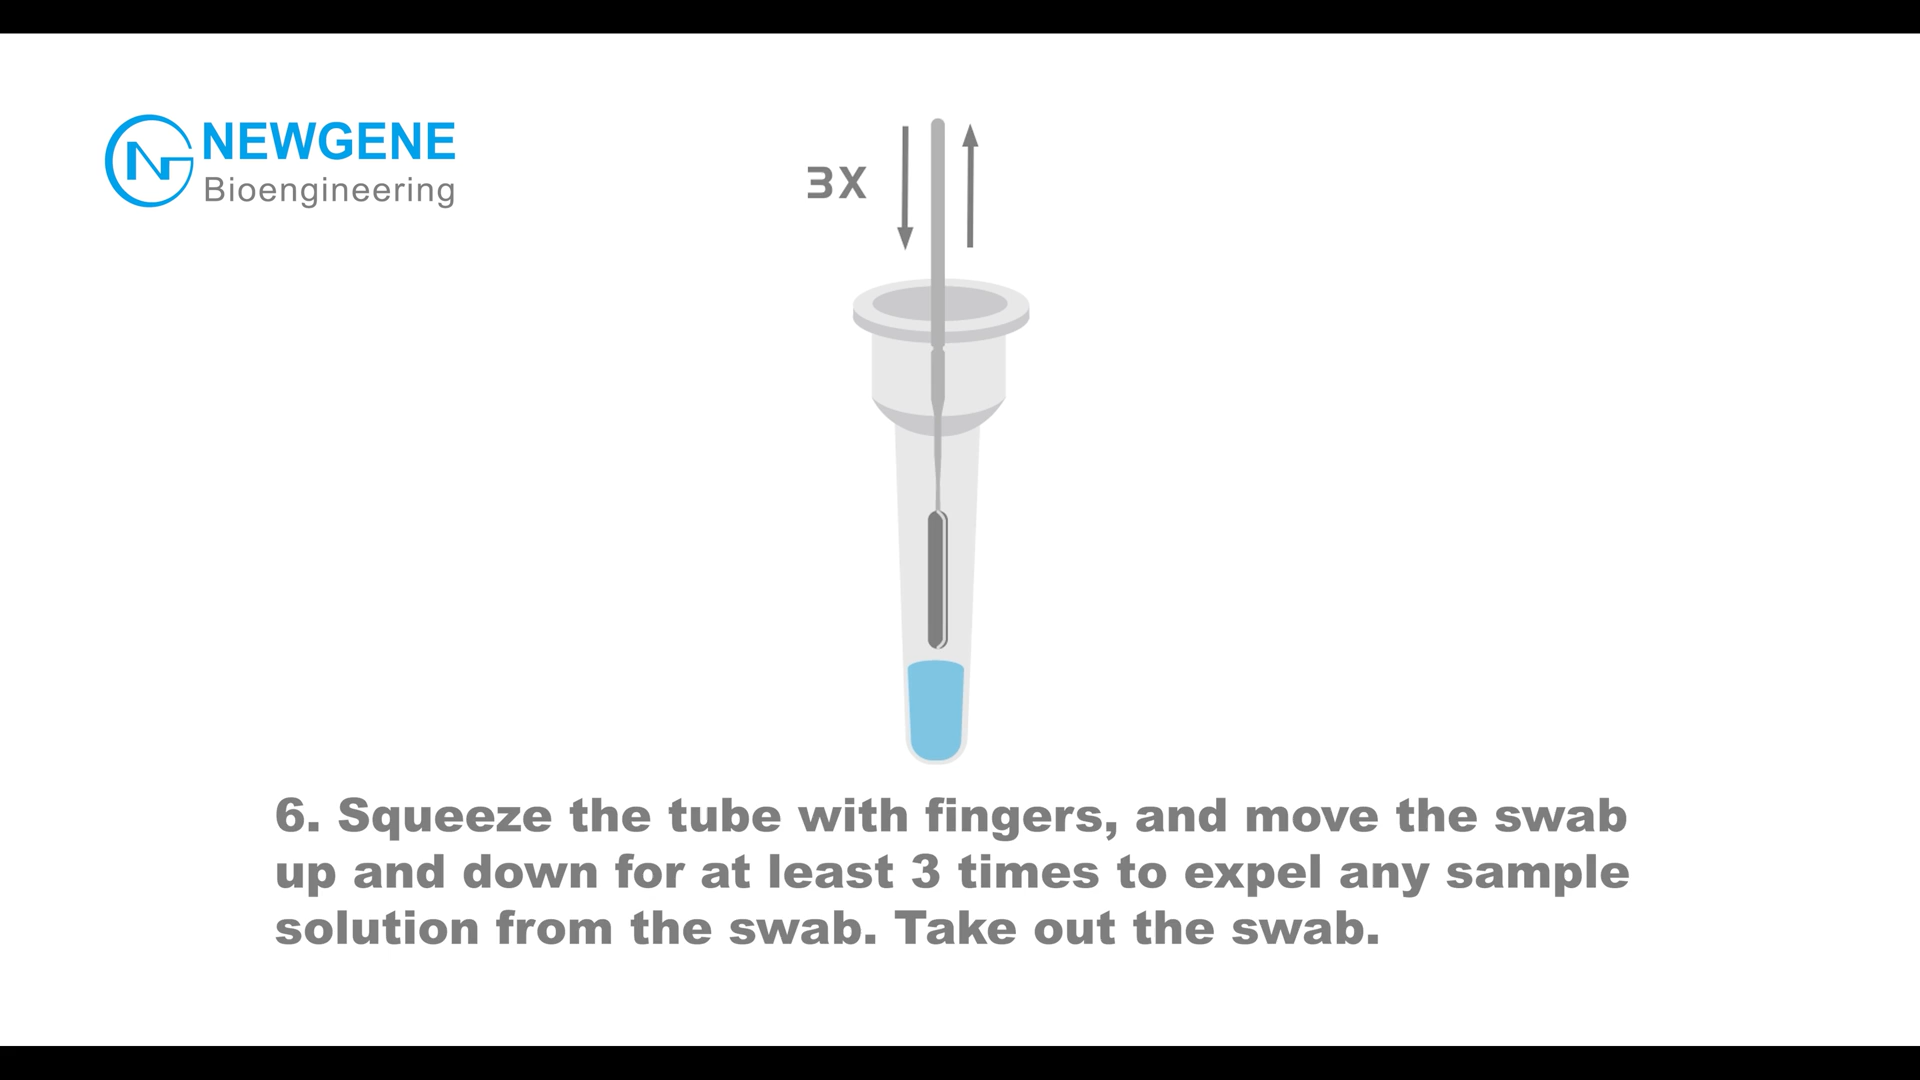 NEWGENE
Bioengineering
3X
6. Squeeze the tube with fingers, and move the swab
up and down for at least 3 times to expel any sample
solution from the swab. Take out the swab.